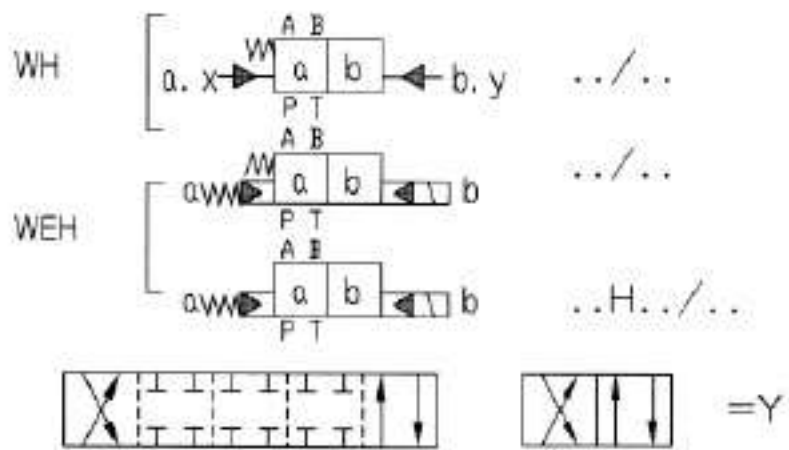 A B
WH a.x a b b.y ../..
P T
A B
a a b b ../..
P T
WEH
A B
a a b b ..H../..
P T
=Y